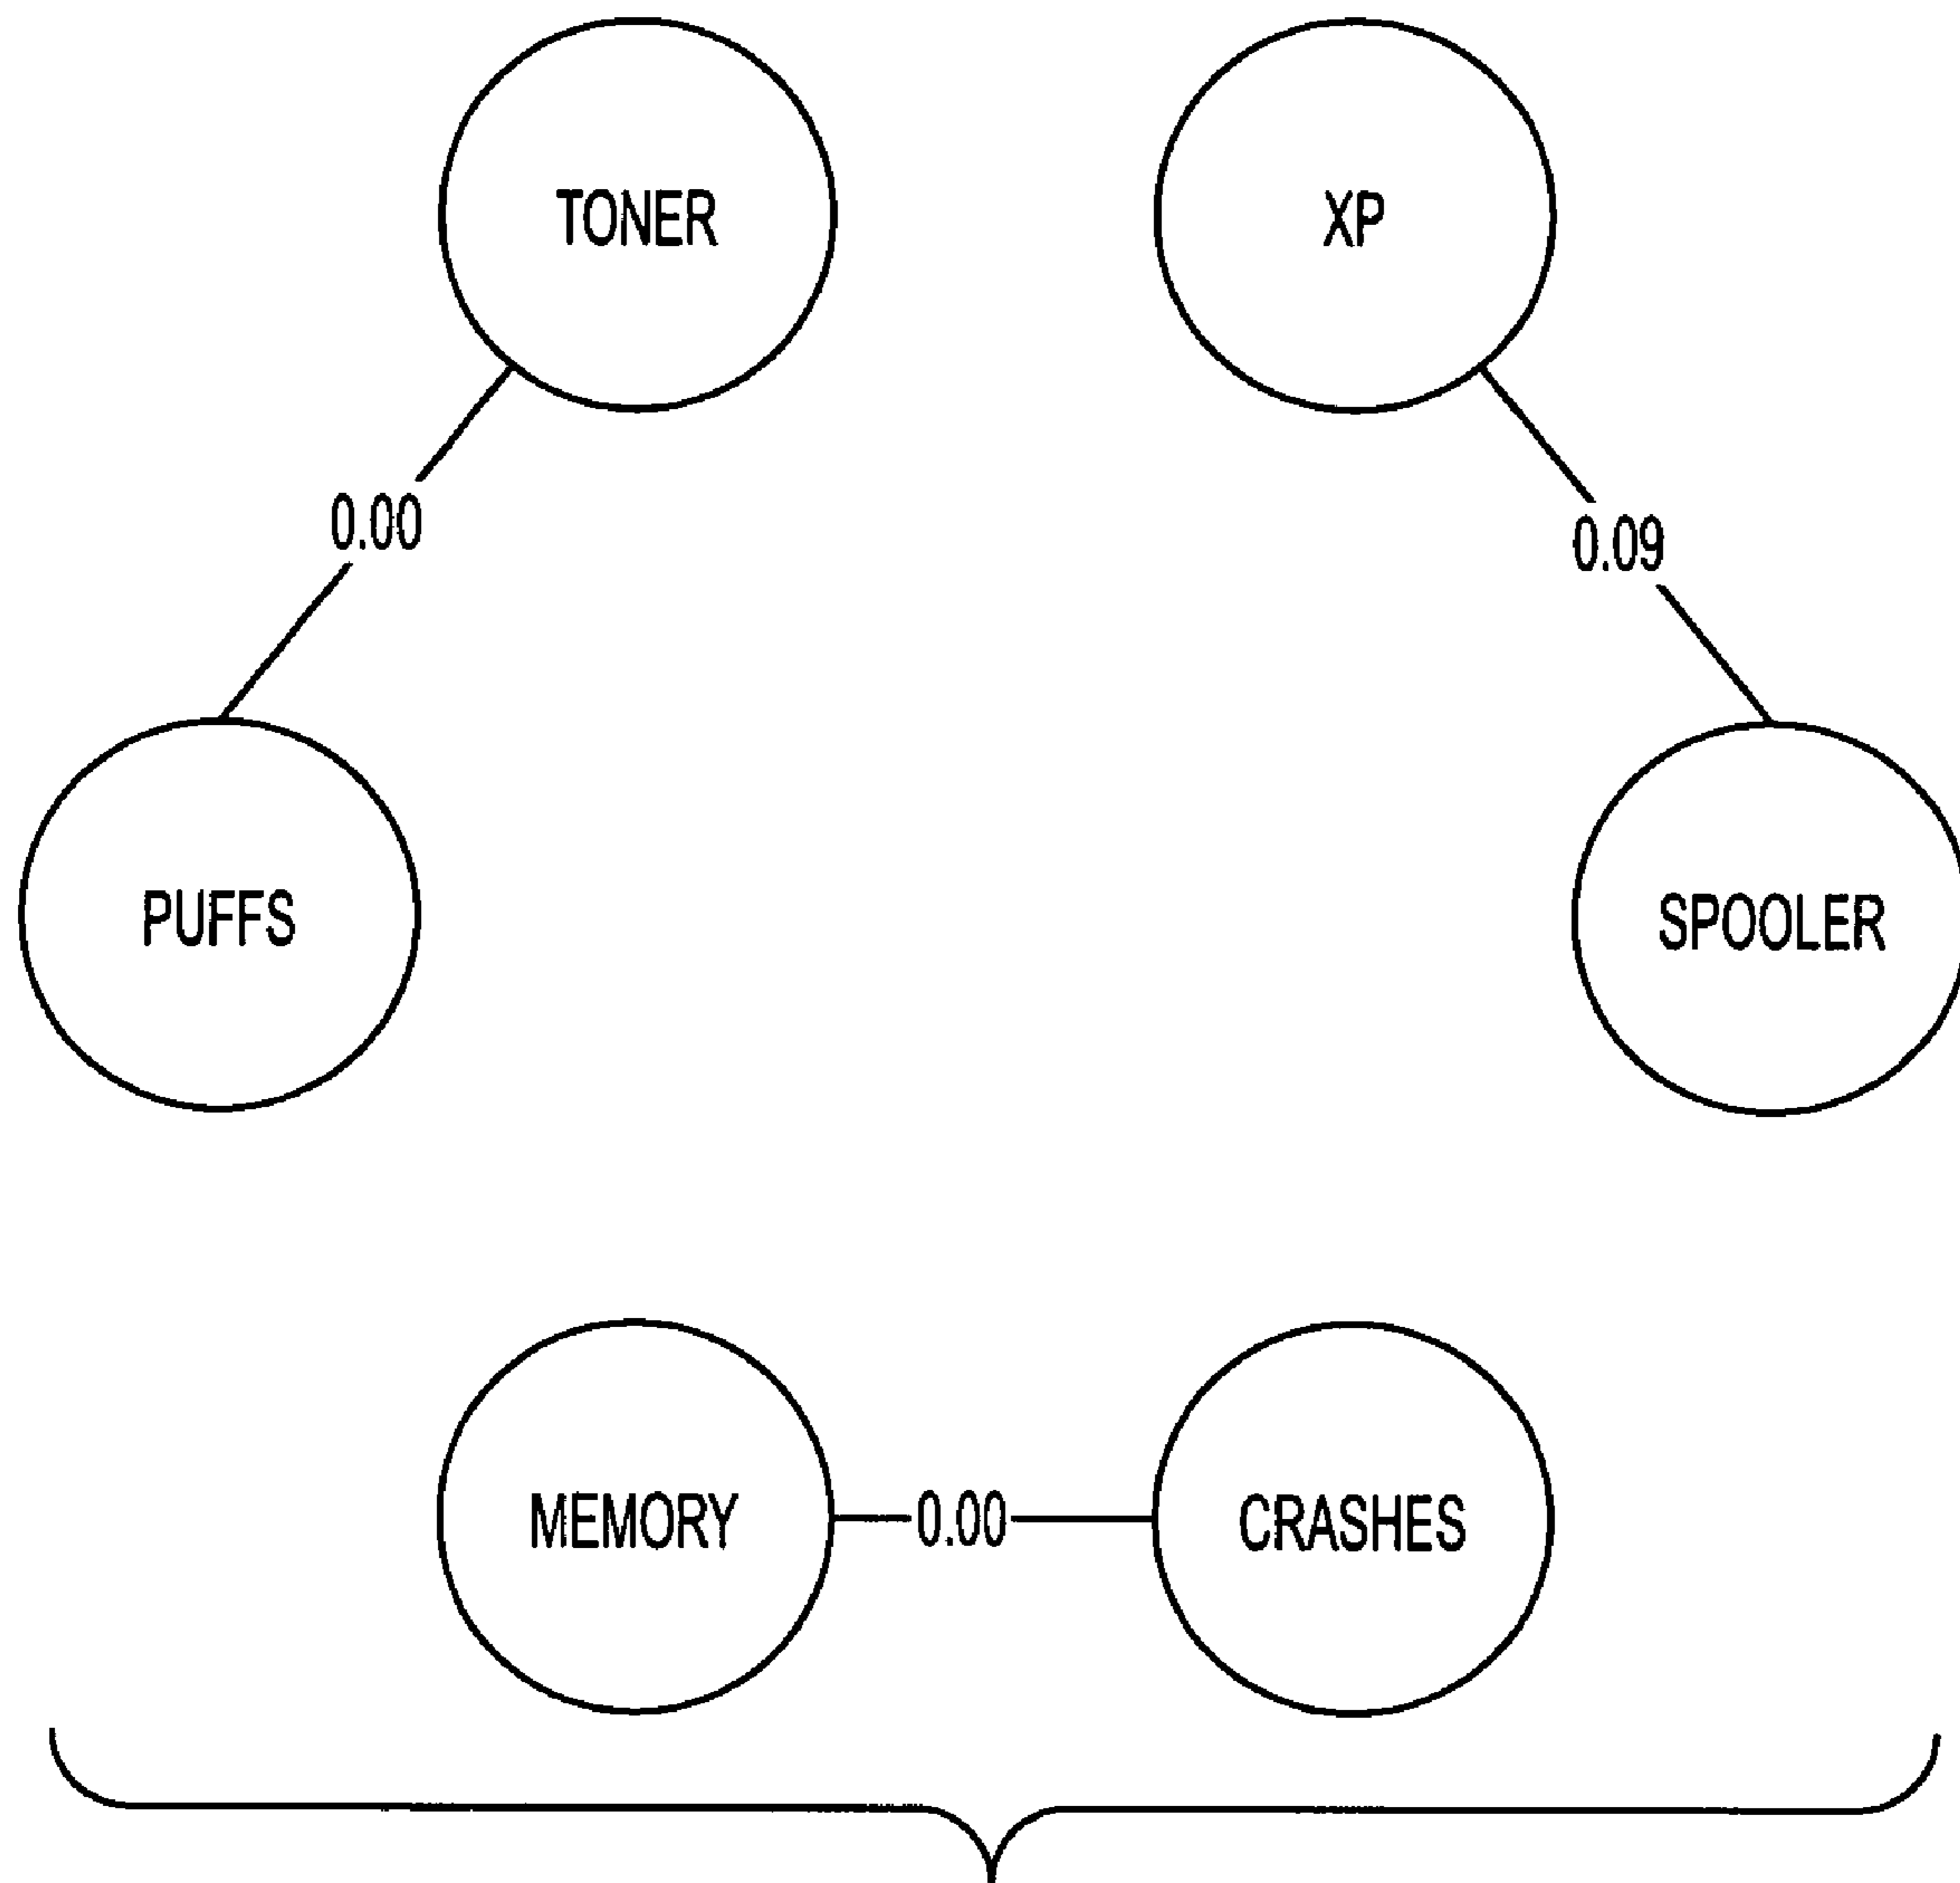 TONER
XP
0.00
0.09
PUFFS
SPOOLER
MEMORY
0.00
CRASHES